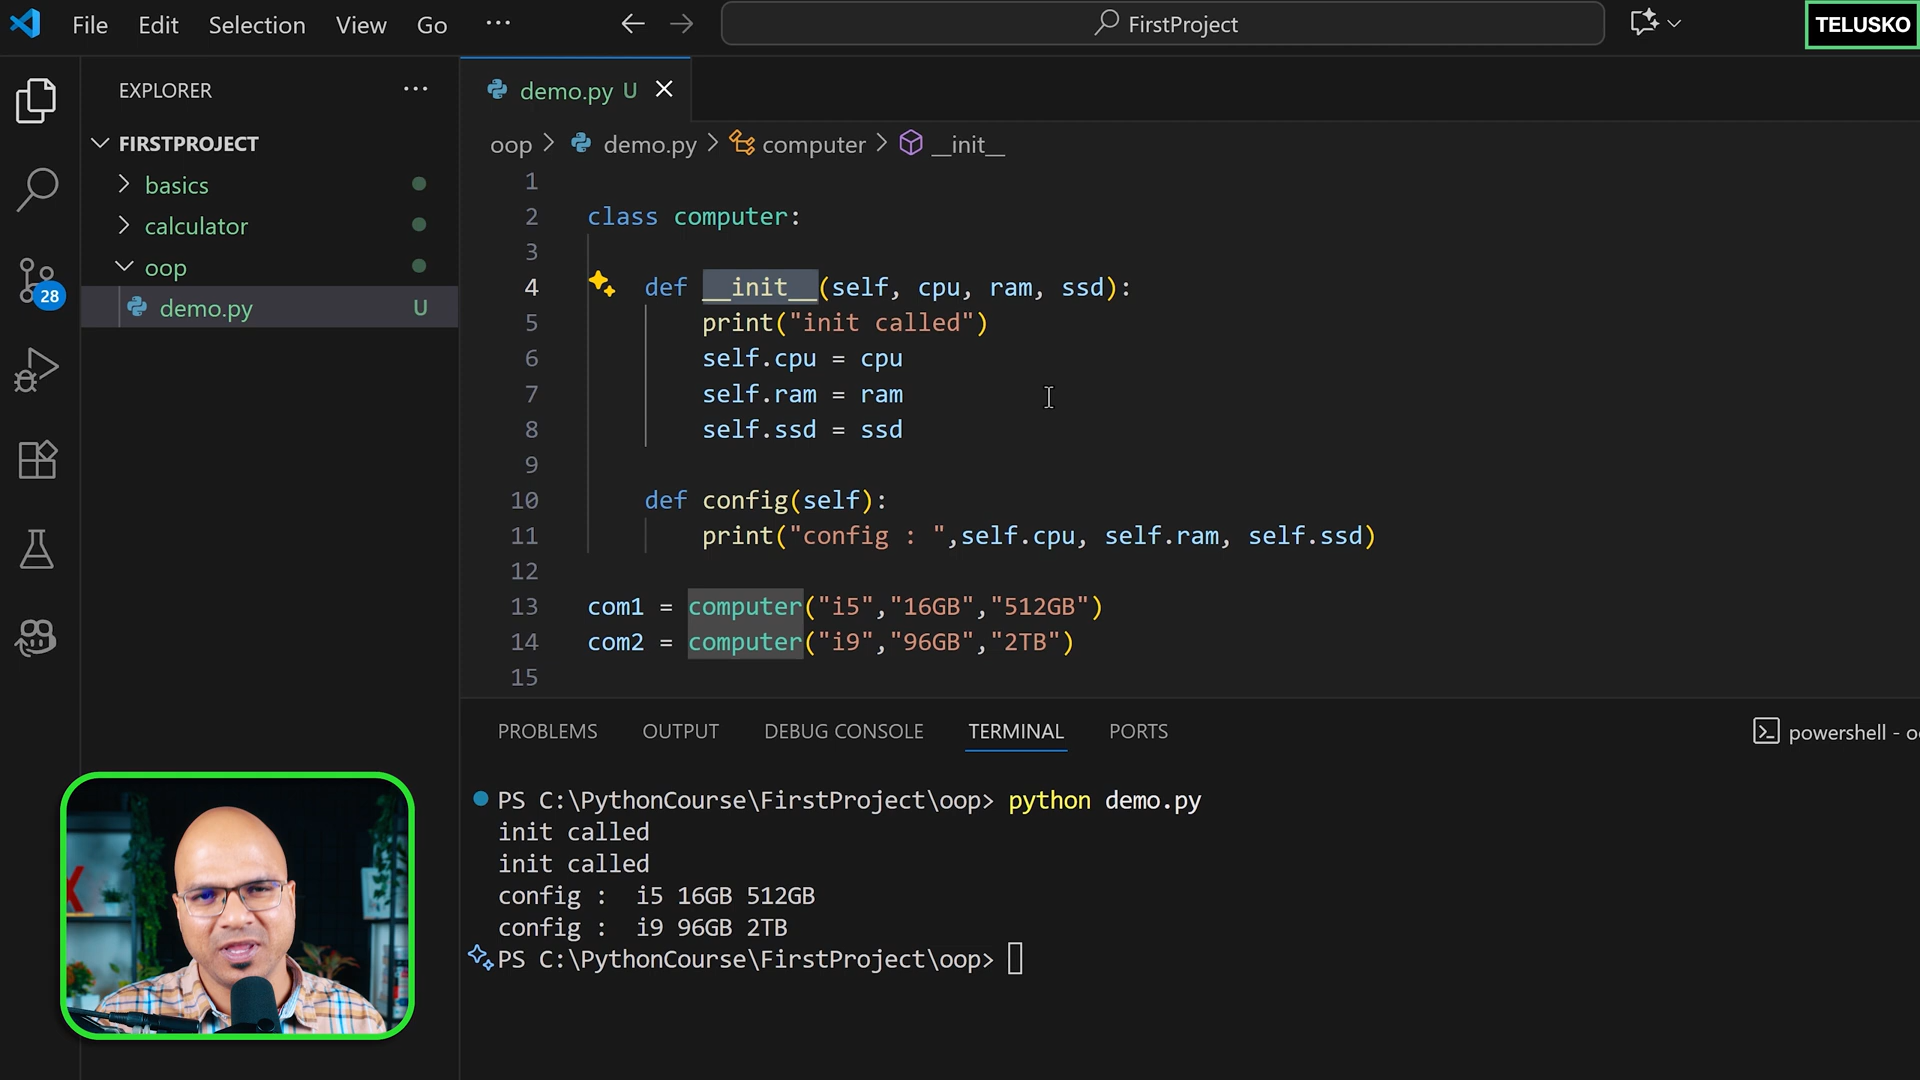 File Edit Selection View Go ···
FirstProject
TELUSKO
EXPLORER ···
FIRSTPROJECT
basics
calculator
oop
demo.py U
28
demo.py U
oop > demo.py > computer > __init__
1
2 class computer:
3
4 def __init__(self, cpu, ram, ssd):
5 print("init called")
6 self.cpu = cpu
7 self.ram = ram
8 self.ssd = ssd
9
10 def config(self):
11 print("config : ",self.cpu, self.ram, self.ssd)
12
13 com1 = computer("i5","16GB","512GB")
14 com2 = computer("i9","96GB","2TB")
15
PROBLEMS OUTPUT DEBUG CONSOLE TERMINAL PORTS
powershell -
PS C:\PythonCourse\FirstProject\oop> python demo.py
init called
init called
config :  i5 16GB 512GB
config :  i9 96GB 2TB
PS C:\PythonCourse\FirstProject\oop>